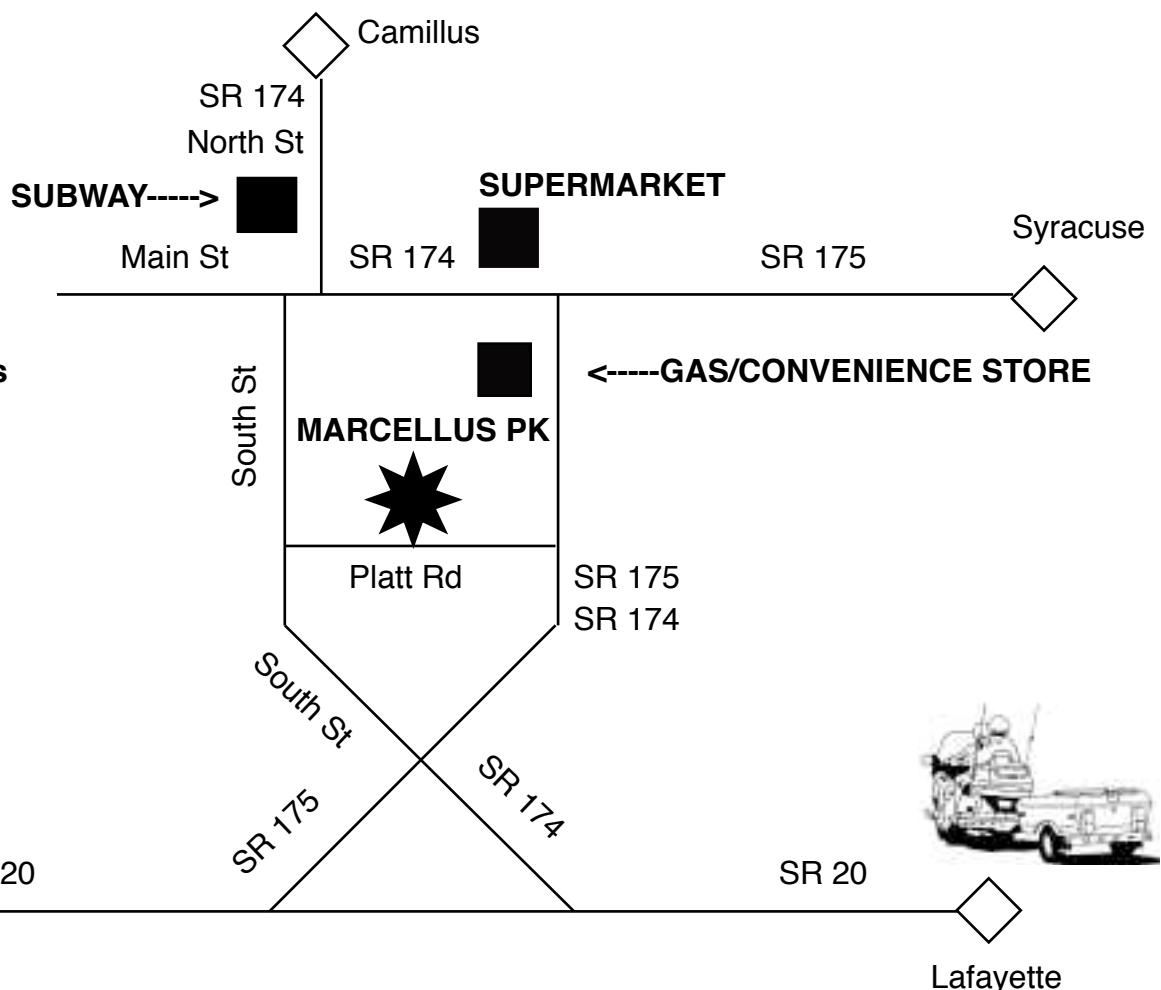 Camillus
SR 174
North St
SUBWAY----->
SUPERMARKET
Syracuse
Main St
SR 174
SR 175
s
<-----GAS/CONVENIENCE STORE
South St
MARCELLUS PK
Platt Rd
SR 175
SR 174
South St
SR 175
SR 174
20
SR 20
Lafayette